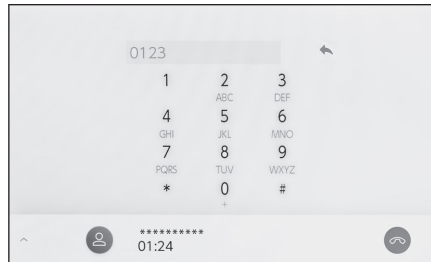 0123
1 2 3
ABC DEF
4 5 6
GHI JKL MNO
7 8 9
PQRS TUV WXYZ
* 0 #
+
**********
01:24